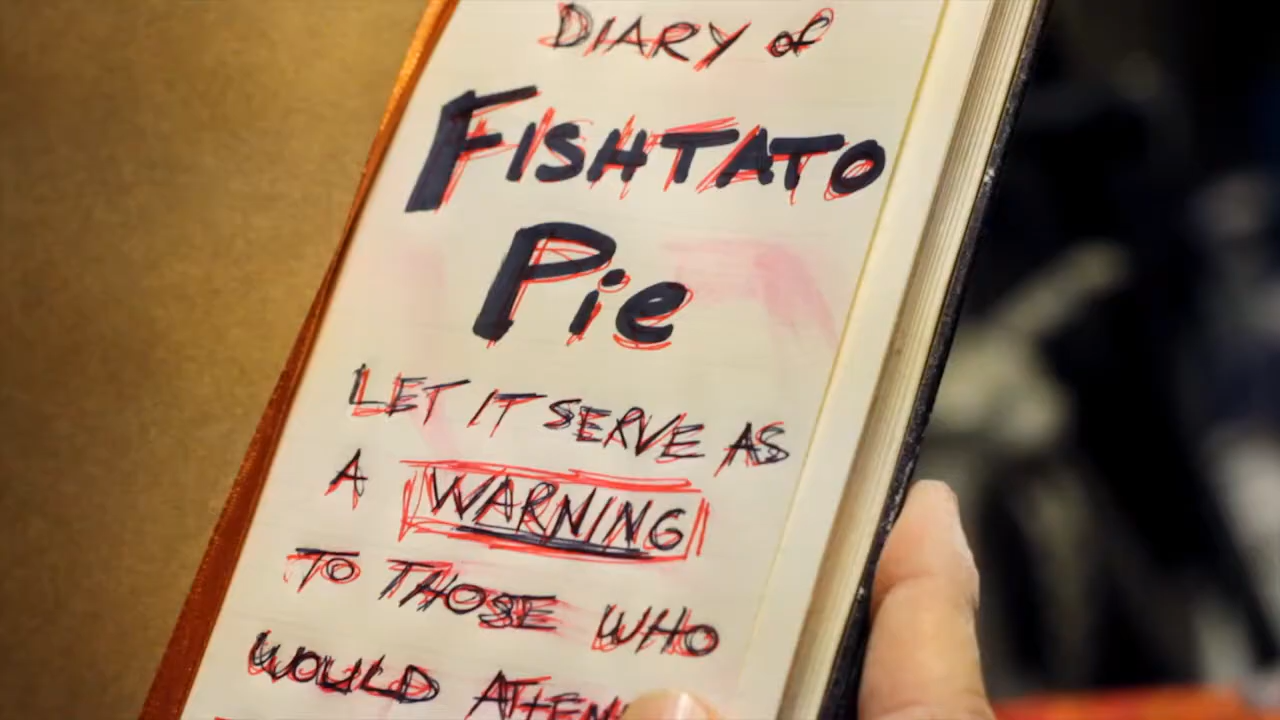 DIARY of
FISHTATO
Pie
LET IT SERVE AS
A WARNING
TO THOSE WHO
WOULD